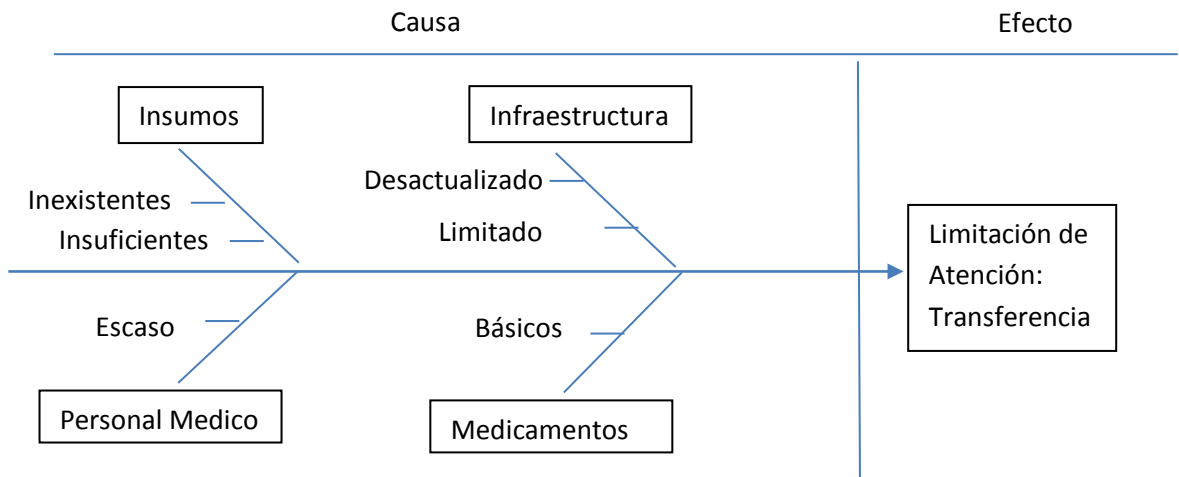 Causa
Efecto
Insumos
Infraestructura
Inexistentes
Insuficientes
Desactualizado
Limitado
Limitación de
Atención:
Transferencia
Escaso
Básicos
Personal Medico
Medicamentos